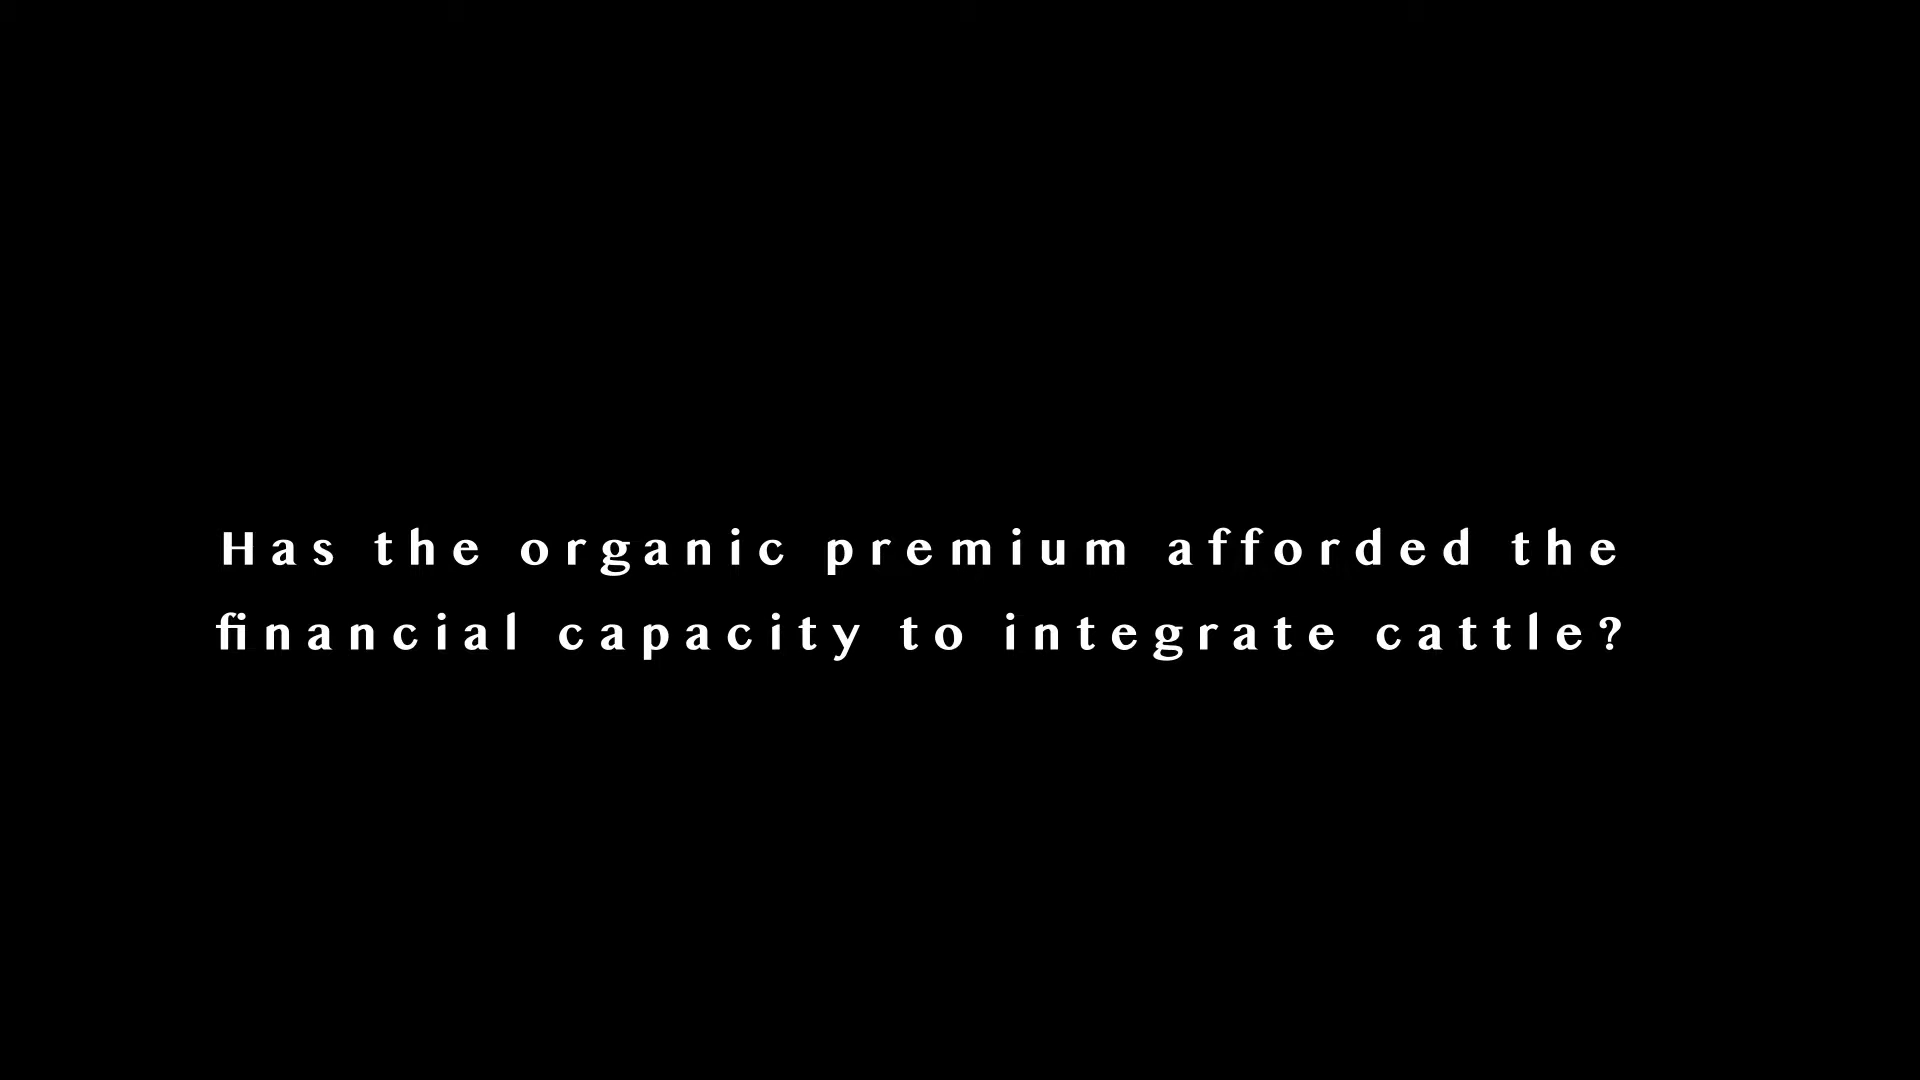 Has the organic premium afforded the
financial capacity to integrate cattle?